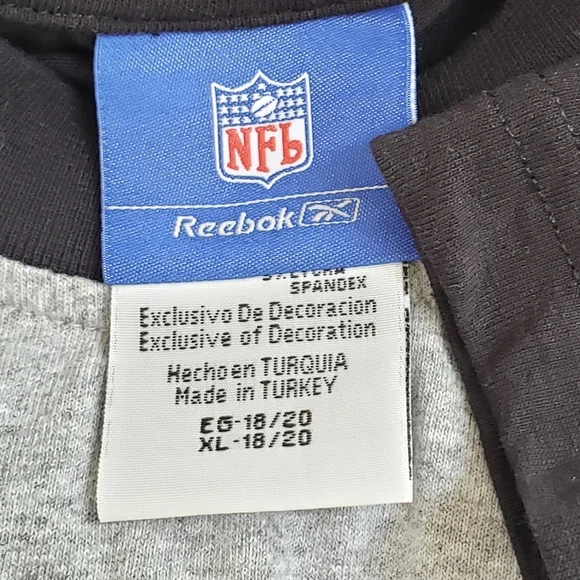 NFL
Reebok
SPANDEX
Exclusivo De Decoracion
Exclusive of Decoration
Hecho en TURQUIA
Made in TURKEY
EG-18/20
XL-18/20